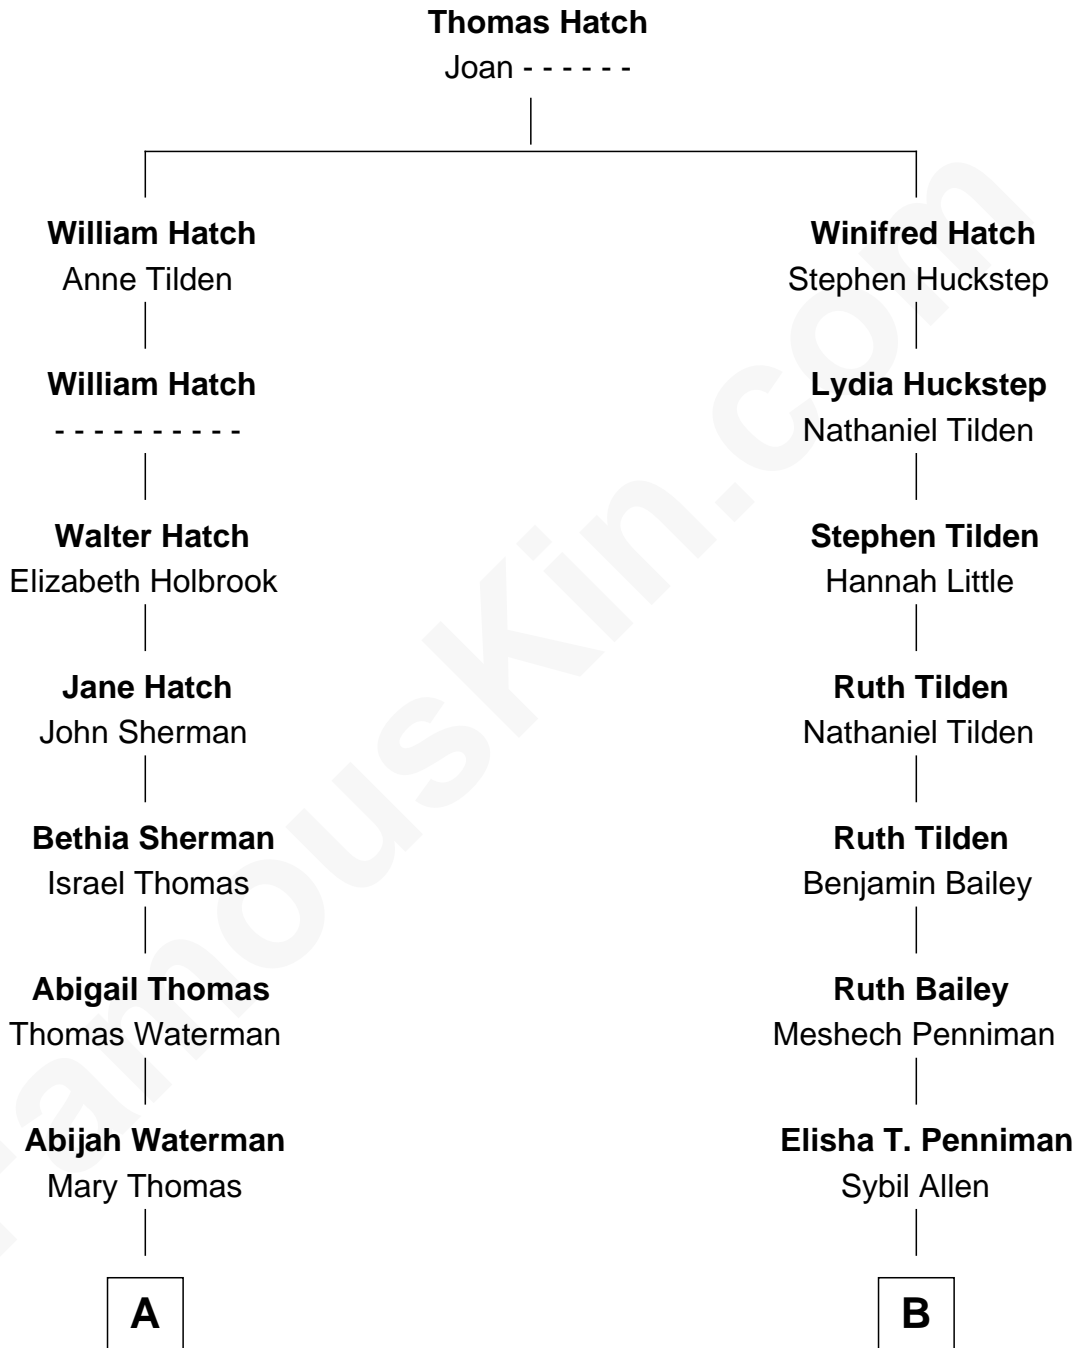 Thomas Hatch
Joan - - - - - -
William Hatch
Anne Tilden
Winifred Hatch
Stephen Huckstep
William Hatch
- - - - - - - - - -
Lydia Huckstep
Nathaniel Tilden
Walter Hatch
Elizabeth Holbrook
Stephen Tilden
Hannah Little
Jane Hatch
John Sherman
Ruth Tilden
Nathaniel Tilden
Bethia Sherman
Israel Thomas
Ruth Tilden
Benjamin Bailey
Abigail Thomas
Thomas Waterman
Ruth Bailey
Meshech Penniman
Abijah Waterman
Mary Thomas
Elisha T. Penniman
Sybil Allen
A
B
FamousKin.com